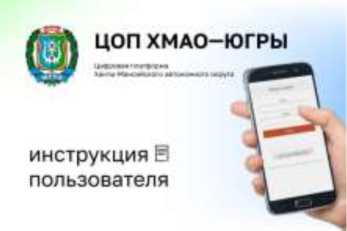 ЦОП ХМАО—ЮГРЫ
Цифровая платформа
Ханты-Мансийского автономного округа
инструкция
пользователя